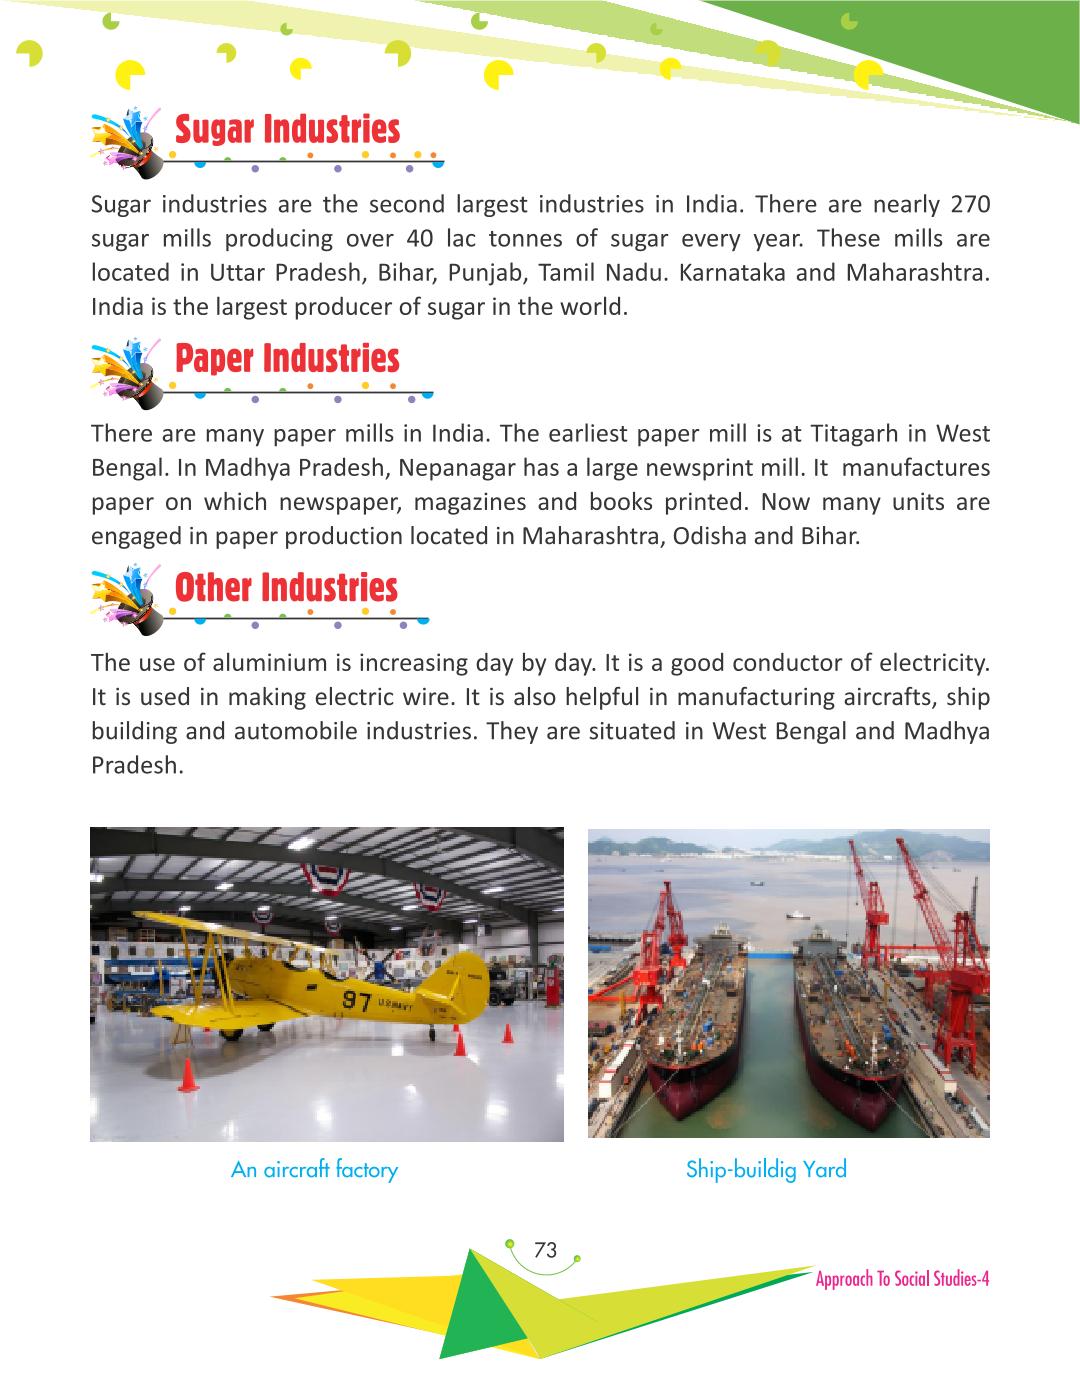 Sugar Industries
Sugar industries are the second largest industries in India. There are nearly 270
sugar mills producing over 40 lac tonnes of sugar every year. These mills are
located in Uttar Pradesh, Bihar, Punjab, Tamil Nadu. Karnataka and Maharashtra.
India is the largest producer of sugar in the world.
Paper Industries
There are many paper mills in India. The earliest paper mill is at Titagarh in West
Bengal. In Madhya Pradesh, Nepanagar has a large newsprint mill. It manufactures
paper on which newspaper, magazines and books printed. Now many units are
engaged in paper production located in Maharashtra, Odisha and Bihar.
Other Industries
The use of aluminium is increasing day by day. It is a good conductor of electricity.
It is used in making electric wire. It is also helpful in manufacturing aircrafts, ship
building and automobile industries. They are situated in West Bengal and Madhya
Pradesh.
97 U.S. NAVY
An aircraft factory
Ship-buildig Yard
73
Approach To Social Studies-4